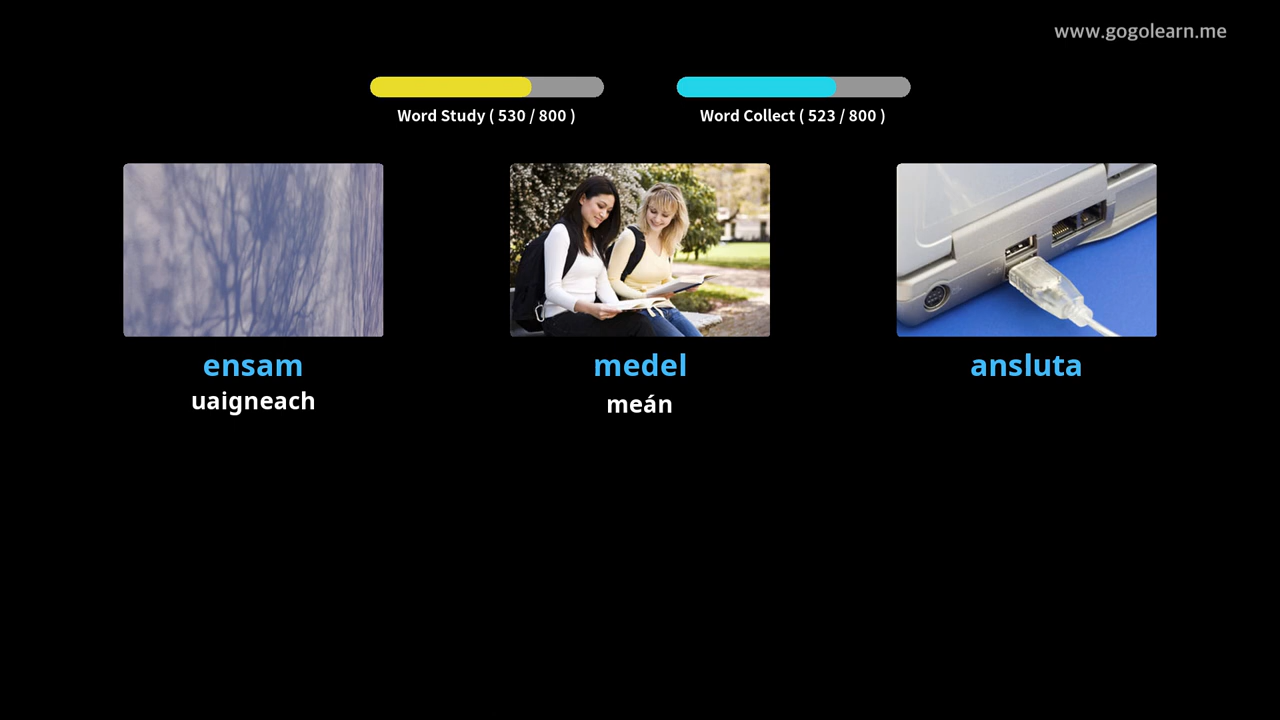 www.gogolearn.me
Word Study ( 530 / 800 )
Word Collect ( 523 / 800 )
ensam
medel
ansluta
uaigneach
meán